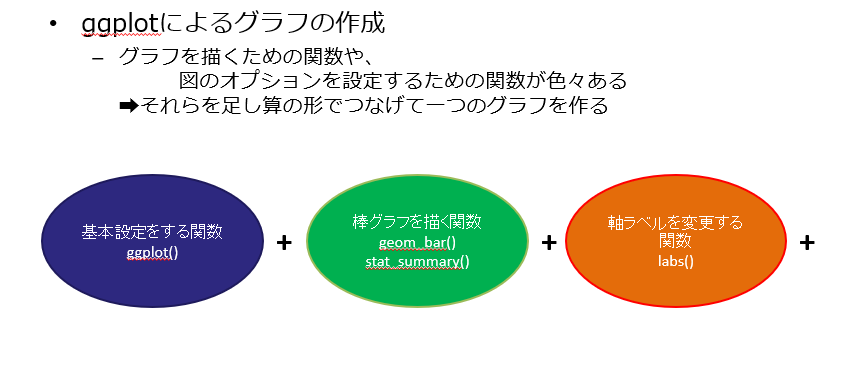 • ggplotによるグラフの作成
– グラフを描くための関数や、
図のオプションを設定するための関数が色々ある
➡それらを足し算の形でつなげて一つのグラフを作る
基本設定をする関数
ggplot()
+
棒グラフを描く関数
geom_bar()
stat_summary()
+
軸ラベルを変更する
関数
labs()
+